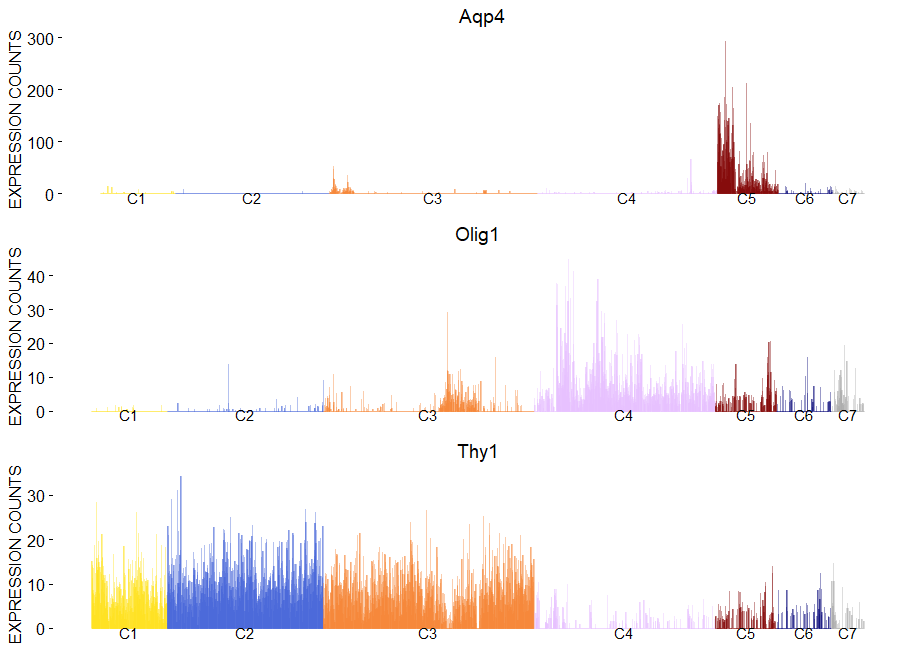 Aqp4
EXPRESSION COUNTS
300
200
100
0
C1 C2 C3 C4 C5 C6 C7
Olig1
EXPRESSION COUNTS
40
30
20
10
0
C1 C2 C3 C4 C5 C6 C7
Thy1
EXPRESSION COUNTS
30
20
10
0
C1 C2 C3 C4 C5 C6 C7